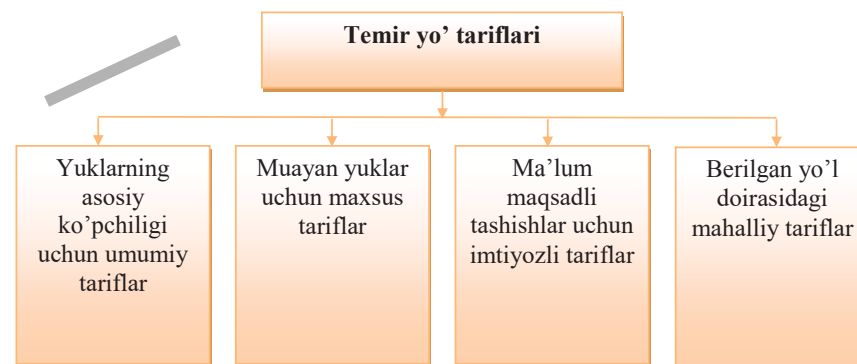 Temir yo’ tariflari
Yuklarning
asosiy
ko’pchiligi
uchun umumiy
tariflar
Muayan yuklar
uchun maxsus
tariflar
Ma’lum
maqsadli
tashishlar uchun
imtiyozli tariflar
Berilgan yo’l
doirasidagi
mahalliy tariflar